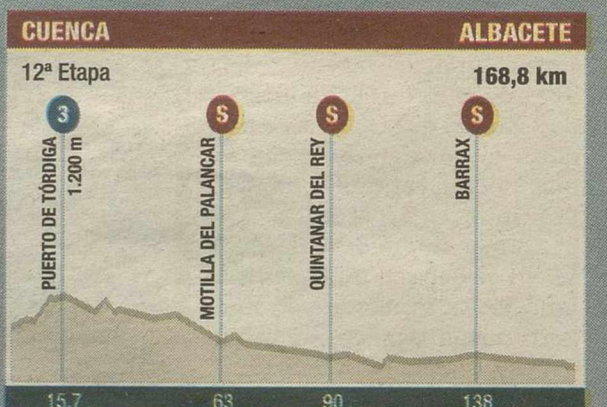 CUENCA ALBACETE
12ª Etapa 168,8 km
3 S S S
PUERTO DE TÓRDIGA
1.200 m
MOTILLA DEL PALANCAR
QUINTANAR DEL REY
BARRAX
15,7 63 90 138